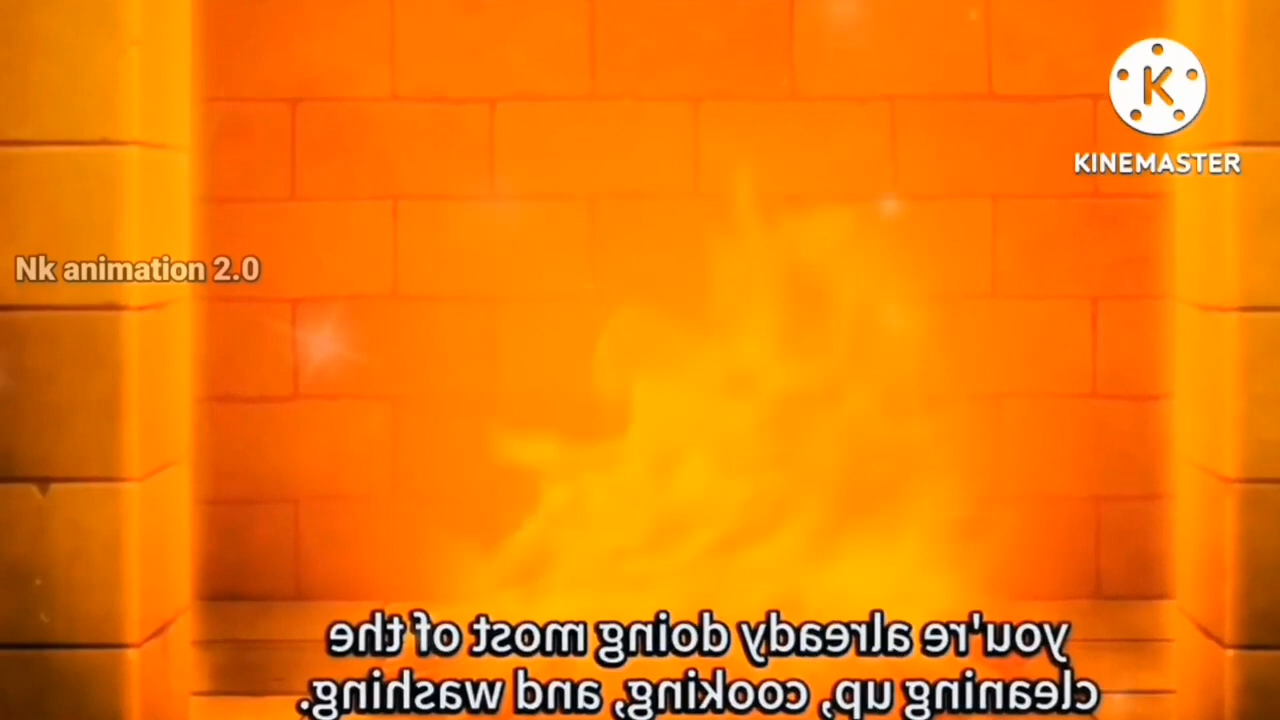 K
KINEMASTER
Nk animation 2.0
you're already doing most of the
cleaning up, cooking, and washing.